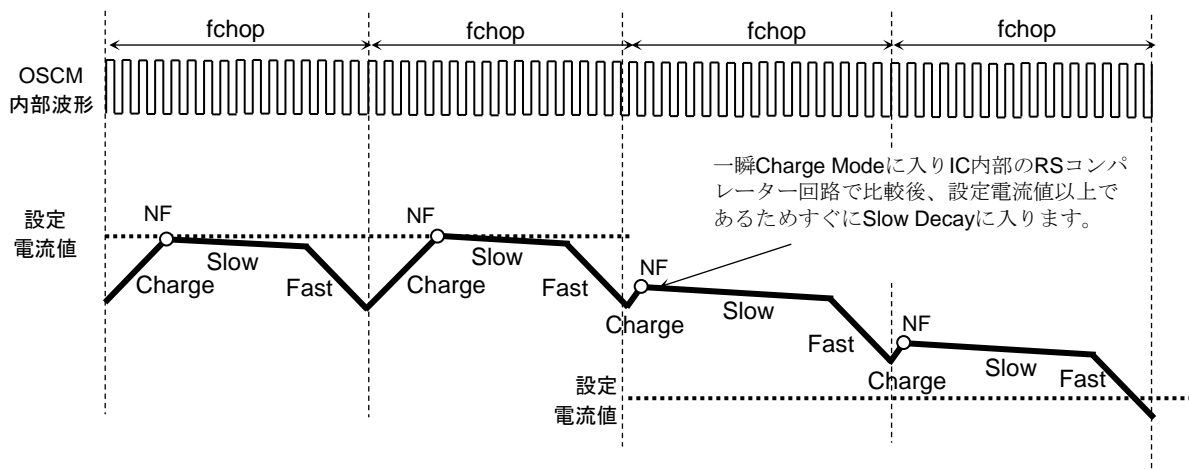 fchop
fchop
fchop
fchop
OSCM
内部波形
一瞬Charge Modeに入りIC内部のRSコンパ
レーター回路で比較後、設定電流値以上で
あるためすぐにSlow Decayに入ります。
設定
電流値
NF
Slow
Charge
Fast
NF
Slow
Charge
Fast
NF
Charge
Slow
Fast
NF
Charge
Slow
Fast
設定
電流値